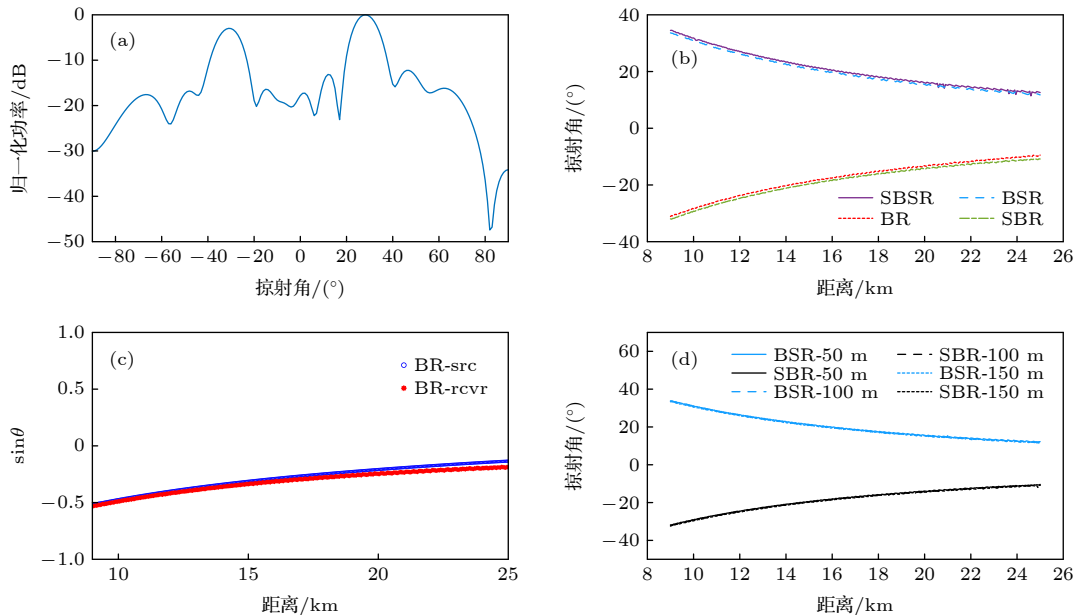 (a)
0
−10
−20
−30
−40
−50
归一化功率/dB
−80 −60 −40 −20 0 20 40 60 80
掠射角/(°)
(b)
40
20
0
−20
−40
掠射角/(°)
SBSR BSR
BR SBR
8 10 12 14 16 18 20 22 24 26
距离/km
(c)
1.0
0.5
0
−0.5
−1.0
sinθ
BR-src
BR-rcvr
10 15 20 25
距离/km
(d)
60
40
20
0
−20
−40
掠射角/(°)
BSR-50 m SBR-100 m
SBR-50 m BSR-150 m
BSR-100 m SBR-150 m
8 10 12 14 16 18 20 22 24 26
距离/km